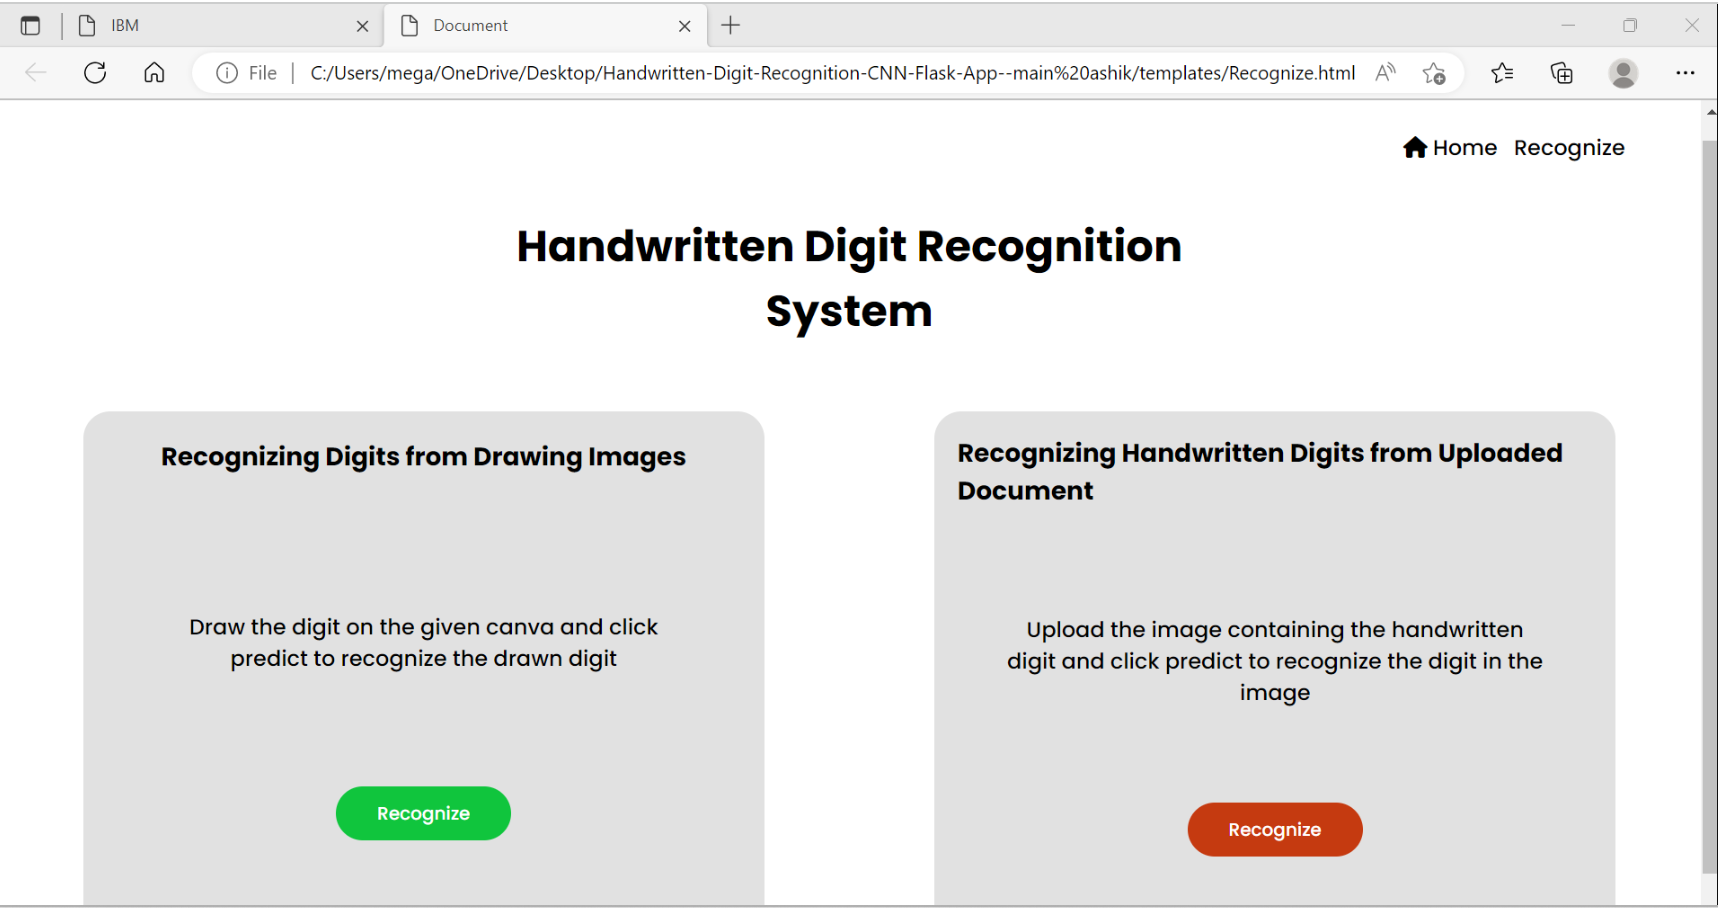 IBM
Document
File
C:/Users/mega/OneDrive/Desktop/Handwritten-Digit-Recognition-CNN-Flask-App--main%20ashik/templates/Recognize.html
Home Recognize
Handwritten Digit Recognition
System
Recognizing Digits from Drawing Images
Draw the digit on the given canva and click
predict to recognize the drawn digit
Recognize
Recognizing Handwritten Digits from Uploaded
Document
Upload the image containing the handwritten
digit and click predict to recognize the digit in the
image
Recognize